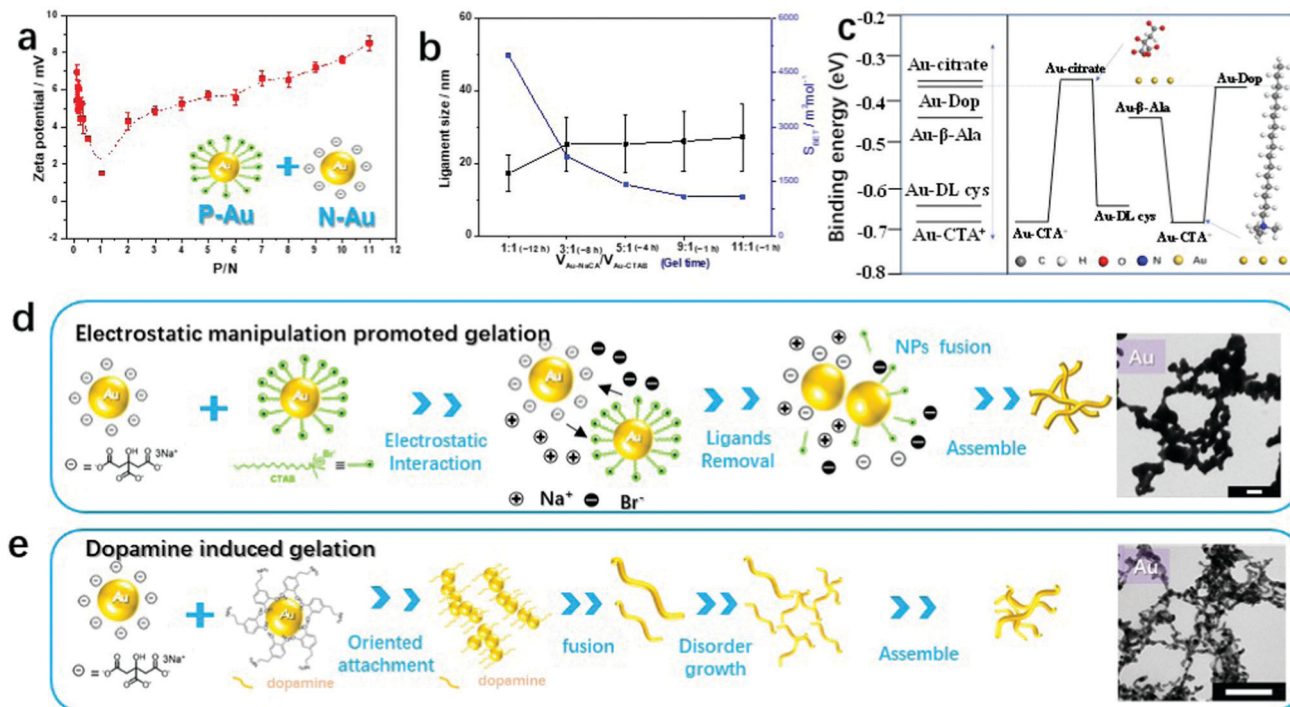 a
Zeta potential / mV
10
8
6
4
2
0
-2
0 1 2 3 4 5 6 7 8 9 10 11 12
P/N
Au
+
Au
P-Au
N-Au
b
Ligament size / nm
60
40
20
0
6000
4500
3000
1500
0
S_BET / m²mol⁻¹
1:1 (~12 h) 3:1 (~8 h) 5:1 (~4 h) 9:1 (~1 h) 11:1 (~1 h)
V_Au-NaCA/V_Au-CTAB (Gel time)
c
Binding energy (eV)
-0.2
-0.3
-0.4
-0.5
-0.6
-0.7
-0.8
Au-citrate
Au-Dop
Au-β-Ala
Au-DL cys
Au-CTA⁺
Au-citrate
Au-Dop
Au-β-Ala
Au-DL cys
Au-CTA⁺
Au-CTA⁺
C H O N Au
d
Electrostatic manipulation promoted gelation
Au
+
Au
Au
Au
Electrostatic
Interaction
Ligands
Removal
NPs fusion
Assemble
OH
3Na⁺
CTAB
Br⁻
Na⁺
Br⁻
Au
e
Dopamine induced gelation
Au
+
Au
Oriented
attachment
fusion
Disorder
growth
Assemble
OH
3Na⁺
dopamine
dopamine
Au